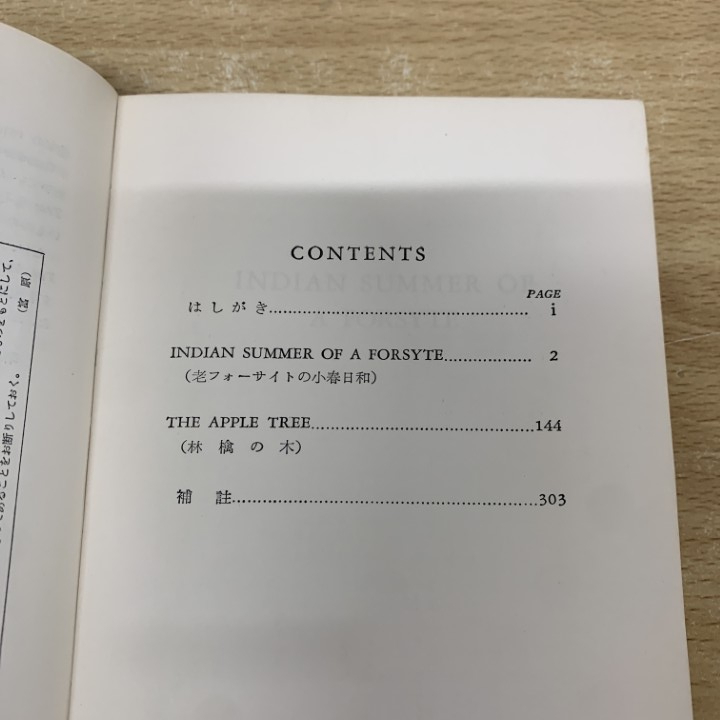 CONTENTS
PAGE
はしがき.................................................. i
INDIAN SUMMER OF A FORSYTE.................. 2
（老フォーサイトの小春日和）
THE APPLE TREE.............................................144
（林檎の木）
補註..............................................................303